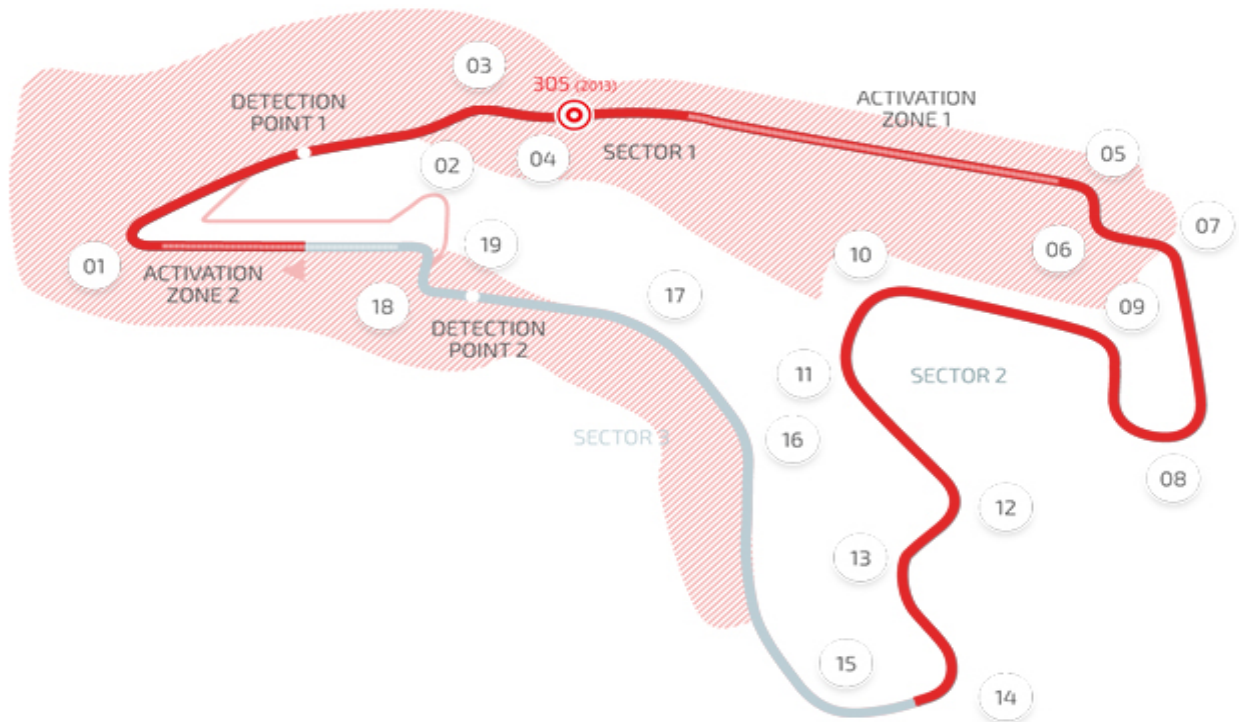 03
305 (2013)
DETECTION
POINT 1
ACTIVATION
ZONE 1
02
04
SECTOR 1
05
07
06
01
ACTIVATION
ZONE 2
19
18
DETECTION
POINT 2
17
10
09
11
SECTOR 2
SECTOR 3
16
08
12
13
15
14